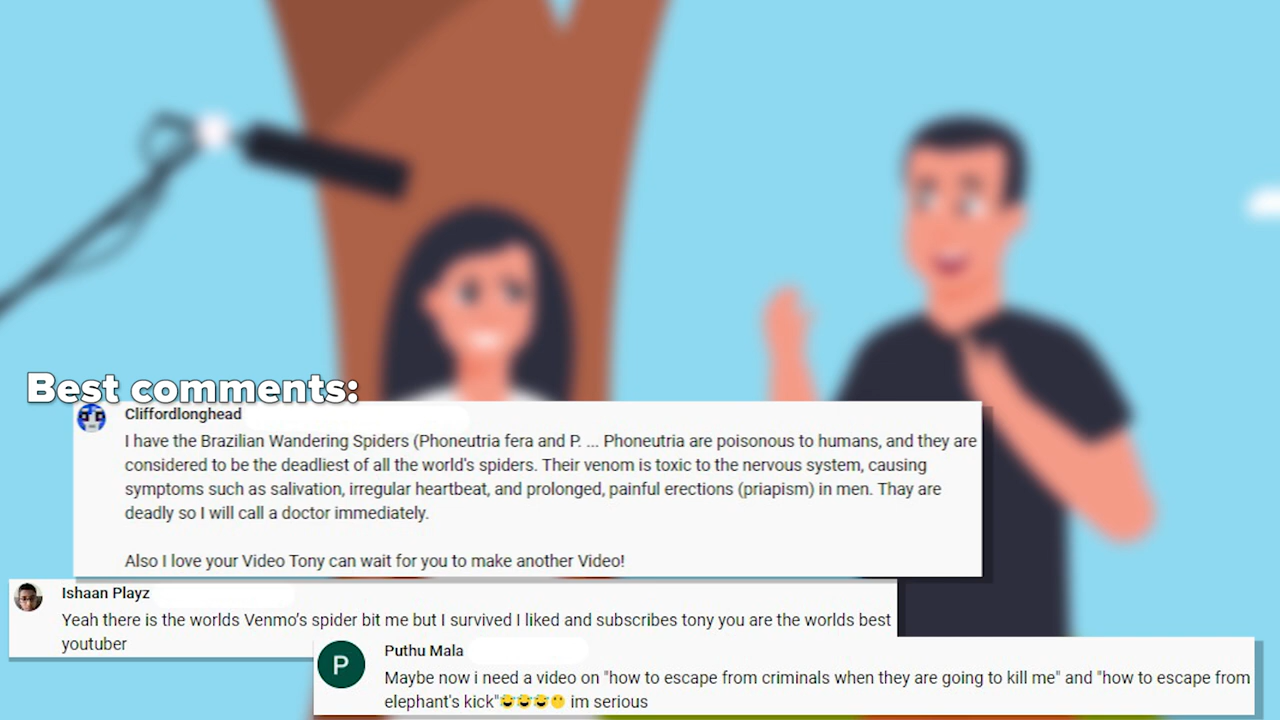 Best comments:
Cliffordlonghead
I have the Brazilian Wandering Spiders (Phoneutria fera and P. ... Phoneutria are poisonous to humans, and they are
considered to be the deadliest of all the world's spiders. Their venom is toxic to the nervous system, causing
symptoms such as salivation, irregular heartbeat, and prolonged, painful erections (priapism) in men. Thay are
deadly so I will call a doctor immediately.
Also I love your Video Tony can wait for you to make another Video!
Ishaan Playz
Yeah there is the worlds Venmo’s spider bit me but I survived I liked and subscribes tony you are the worlds best
youtuber
P
Puthu Mala
Maybe now i need a video on "how to escape from criminals when they are going to kill me" and "how to escape from
elephant's kick"😅😅😅😶 im serious